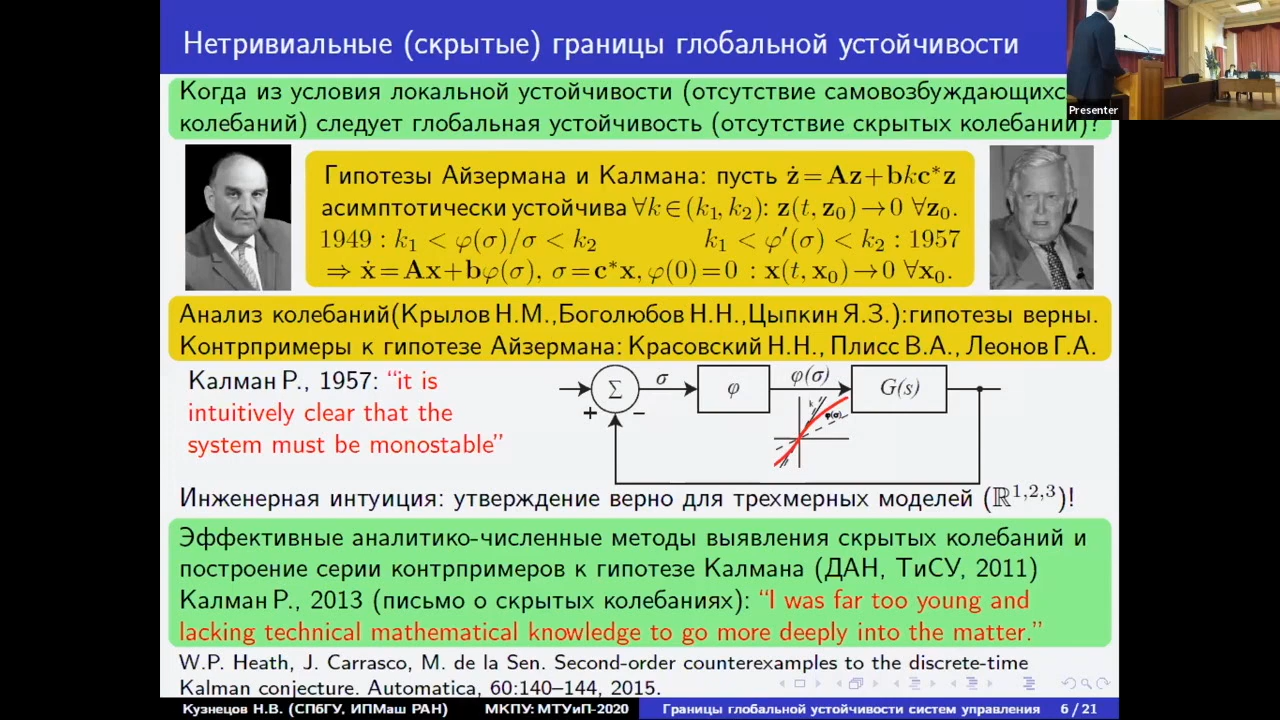 Нетривиальные (скрытые) границы глобальной устойчивости
Presenter
Когда из условия локальной устойчивости (отсутствие самовозбуждающихс
колебаний) следует глобальная устойчивость (отсутствие скрытых колебаний)?
Гипотезы Айзермана и Калмана: пусть ż=Az+bkc*z
асимптотически устойчива ∀k∈(k₁,k₂): z(t,z₀)→0 ∀z₀.
1949 : k₁ < φ(σ)/σ < k₂ k₁ < φ′(σ) < k₂ : 1957
⇒ ẋ=Ax+bφ(σ), σ=c*x, φ(0)=0 : x(t,x₀)→0 ∀x₀.
Анализ колебаний(Крылов Н.М.,Боголюбов Н.Н.,Цыпкин Я.З.):гипотезы верны.
Контрпримеры к гипотезе Айзермана: Красовский Н.Н., Плисс В.А., Леонов Г.А.
Калман Р., 1957: “it is
intuitively clear that the
system must be monostable”
Σ σ φ φ(σ) G(s)
+ −
k φ(σ)
Инженерная интуиция: утверждение верно для трехмерных моделей (ℝ¹,²,³)!
Эффективные аналитико-численные методы выявления скрытых колебаний и
построение серии контрпримеров к гипотезе Калмана (ДАН, ТиСУ, 2011)
Калман Р., 2013 (письмо о скрытых колебаниях): “I was far too young and
lacking technical mathematical knowledge to go more deeply into the matter.”
W.P. Heath, J. Carrasco, M. de la Sen. Second-order counterexamples to the discrete-time
Kalman conjecture. Automatica, 60:140–144, 2015.
Кузнецов Н.В. (СПбГУ, ИПМаш РАН) МКПУ: МТУиП-2020 Границы глобальной устойчивости систем управления 6 / 21